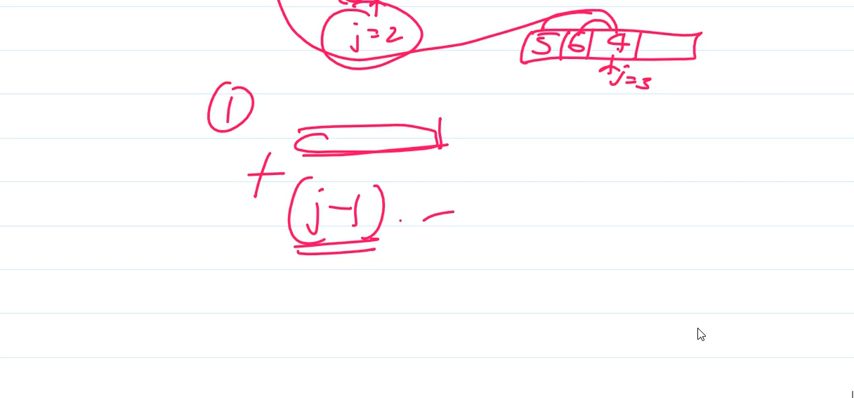 j=2
5 6 4
j=3
①
+
(j-1). -